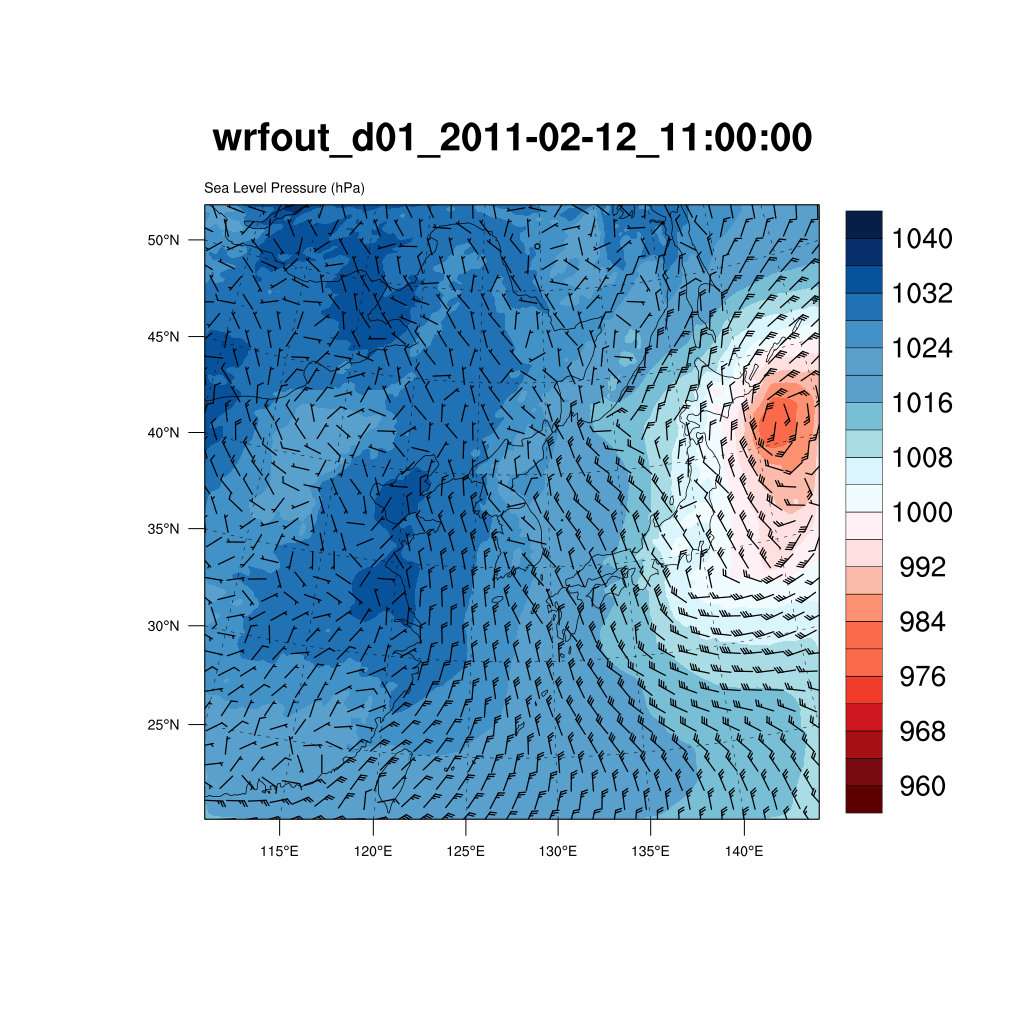 wrfout_d01_2011-02-12_11:00:00
Sea Level Pressure (hPa)
50°N
45°N
40°N
35°N
30°N
25°N
115°E 120°E 125°E 130°E 135°E 140°E
1040
1032
1024
1016
1008
1000
992
984
976
968
960